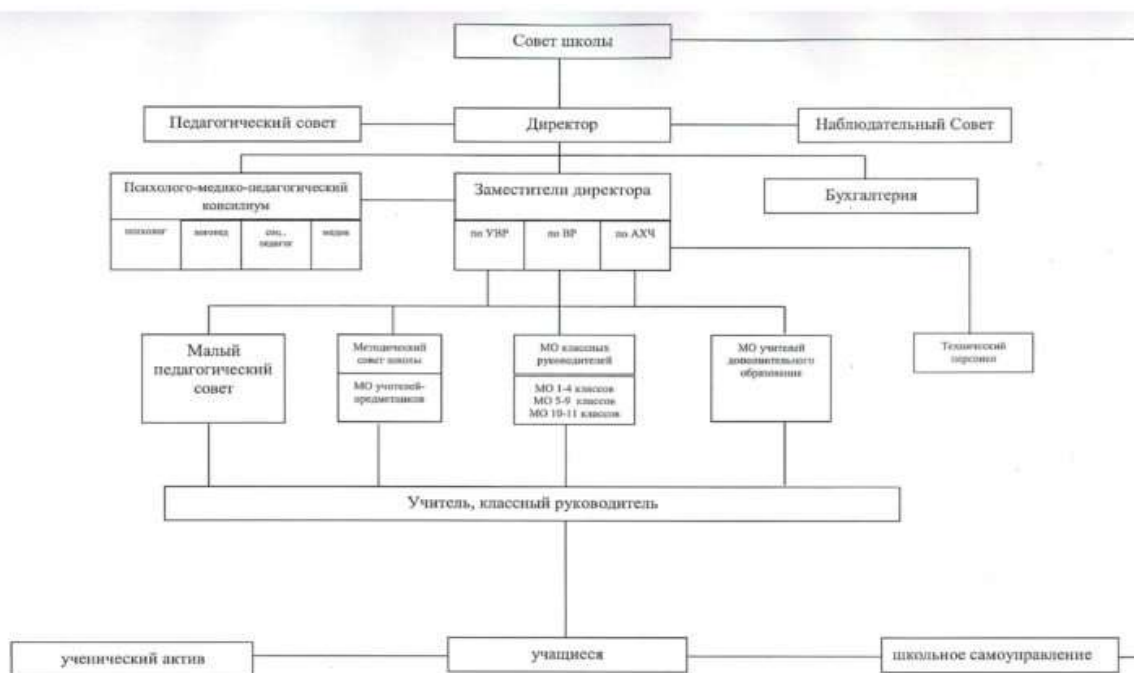 Совет школы
Педагогический совет
Директор
Наблюдательный Совет
Психолого-медико-педагогический
консилиум
Заместители директора
Бухгалтерия
психолог
логопед
соц.
педагог
медик
по УВР
по ВР
по АХЧ
Малый
педагогический
совет
Методический
совет школы
МО учителей-
предметников
МО классных
руководителей
МО 1-4 классов
МО 5-9 классов
МО 10-11 классов
МО учителей
дополнительного
образования
Технический
персонал
Учитель, классный руководитель
ученический актив
учащиеся
школьное самоуправление